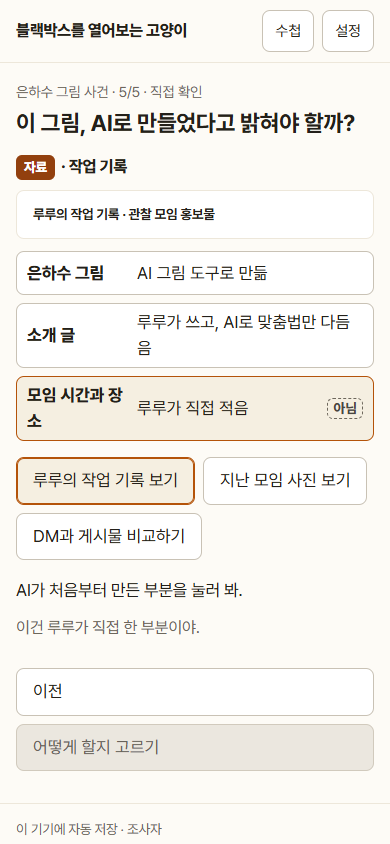 블랙박스를 열어보는 고양이
수첩
설정
은하수 그림 사건 · 5/5 · 직접 확인
이 그림, AI로 만들었다고 밝혀야 할까?
자료 · 작업 기록
루루의 작업 기록 · 관찰 모임 홍보물
은하수 그림
AI 그림 도구로 만듦
소개 글
루루가 쓰고, AI로 맞춤법만 다듬
음
모임 시간과 장
소
루루가 직접 적음
아님
루루의 작업 기록 보기
지난 모임 사진 보기
DM과 게시물 비교하기
AI가 처음부터 만든 부분을 눌러 봐.
이건 루루가 직접 한 부분이야.
이전
어떻게 할지 고르기
이 기기에 자동 저장 · 조사자